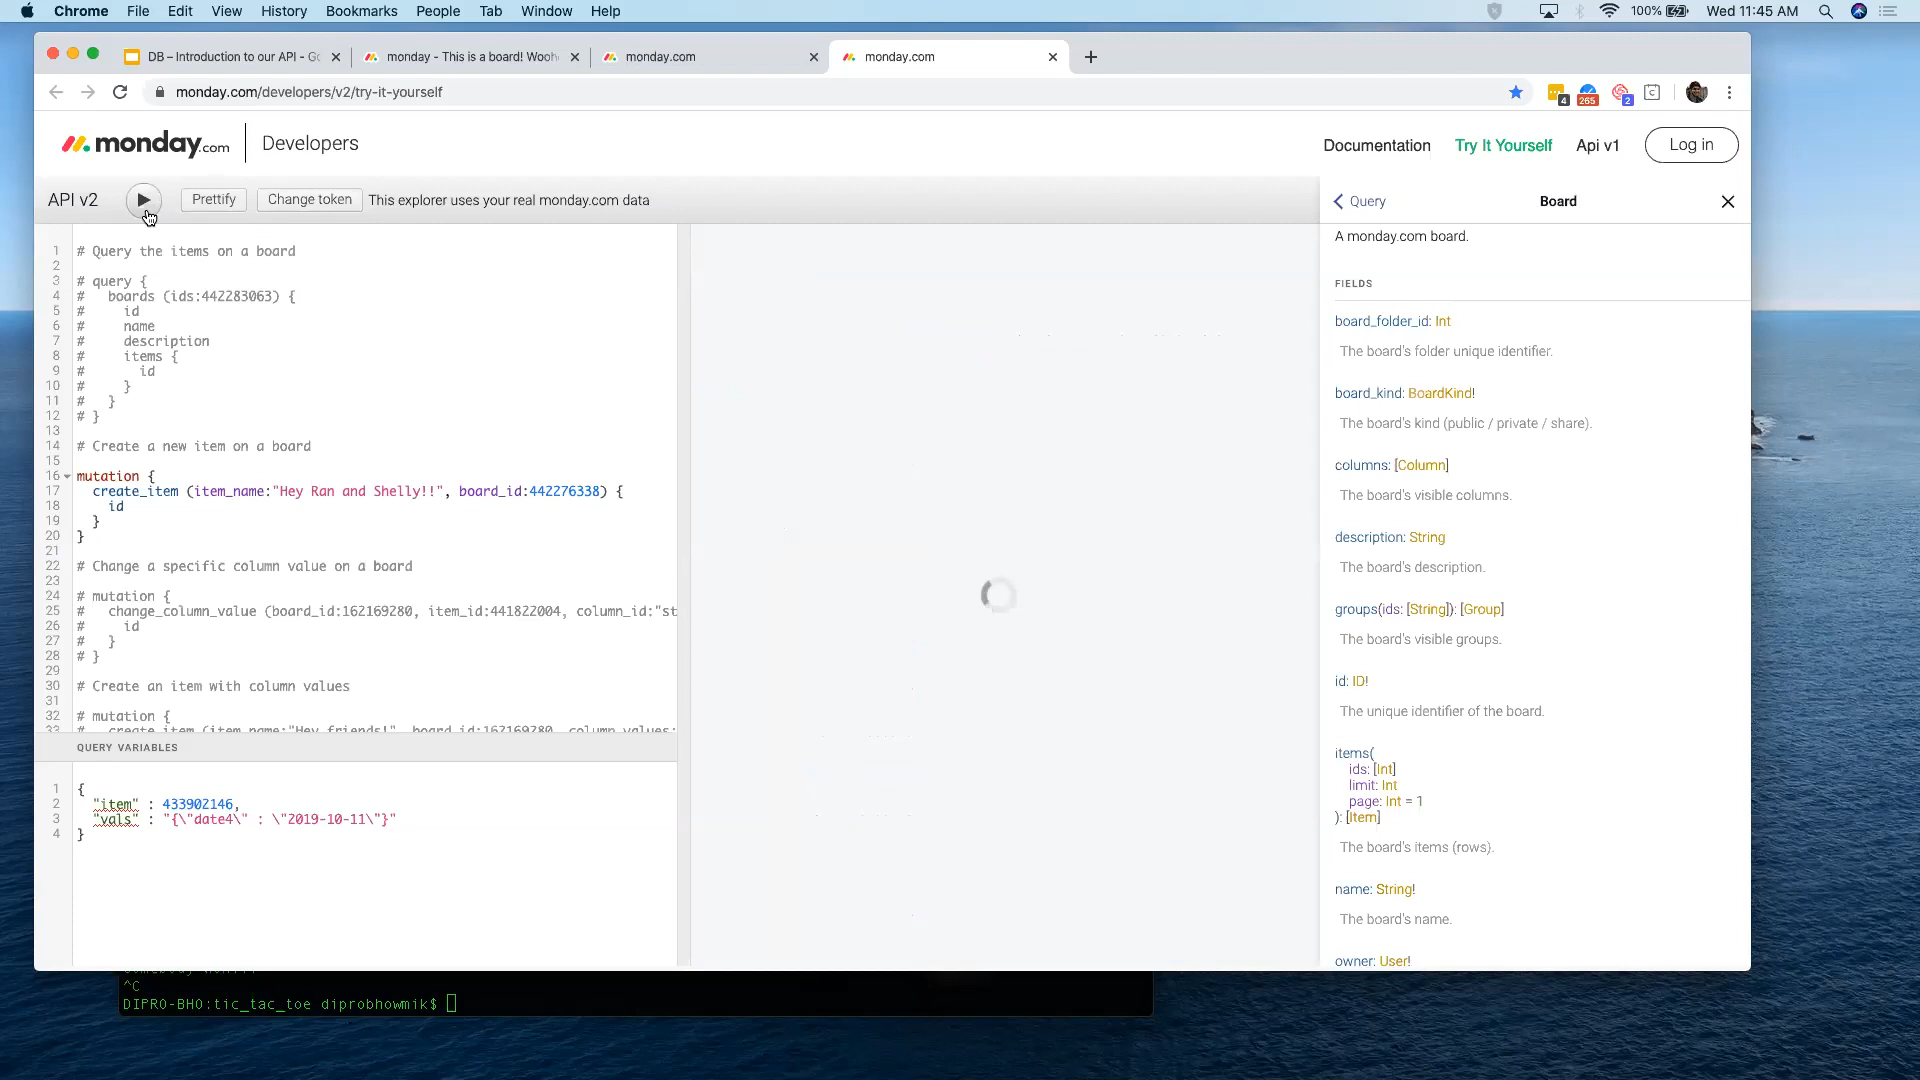 Chrome File Edit View History Bookmarks People Tab Window Help 100% Wed 11:45 AM
DB – Introduction to our API - Go
monday - This is a board! Wooh
monday.com
monday.com
monday.com/developers/v2/try-it-yourself
4 265 2
monday.com Developers
Documentation Try It Yourself Api v1 Log in
API v2 Prettify Change token This explorer uses your real monday.com data
1 # Query the items on a board
2
3 # query {
4 #   boards (ids:442283063) {
5 #     id
6 #     name
7 #     description
8 #     items {
9 #       id
10 #     }
11 #   }
12 # }
13
14 # Create a new item on a board
15
16 mutation {
17   create_item (item_name:"Hey Ran and Shelly!!", board_id:442276338) {
18     id
19   }
20 }
21
22 # Change a specific column value on a board
23
24 # mutation {
25 #   change_column_value (board_id:162169280, item_id:441822004, column_id:"st
26 #     id
27 #   }
28 # }
29
30 # Create an item with column values
31
32 # mutation {
33 #   create_item (item_name:"Hey friends!", board_id:162169280, column_values:
QUERY VARIABLES
1 {
2   "item" : 433902146,
3   "vals" : "{\"date4\" : \"2019-10-11\"}"
4 }
Query Board
A monday.com board.
FIELDS
board_folder_id: Int
The board's folder unique identifier.
board_kind: BoardKind!
The board's kind (public / private / share).
columns: [Column]
The board's visible columns.
description: String
The board's description.
groups(ids: [String]): [Group]
The board's visible groups.
id: ID!
The unique identifier of the board.
items(
ids: [Int]
limit: Int
page: Int = 1
): [Item]
The board's items (rows).
name: String!
The board's name.
owner: User!
^C
DIPRO-BHO:tic_tac_toe diprobhowmik$